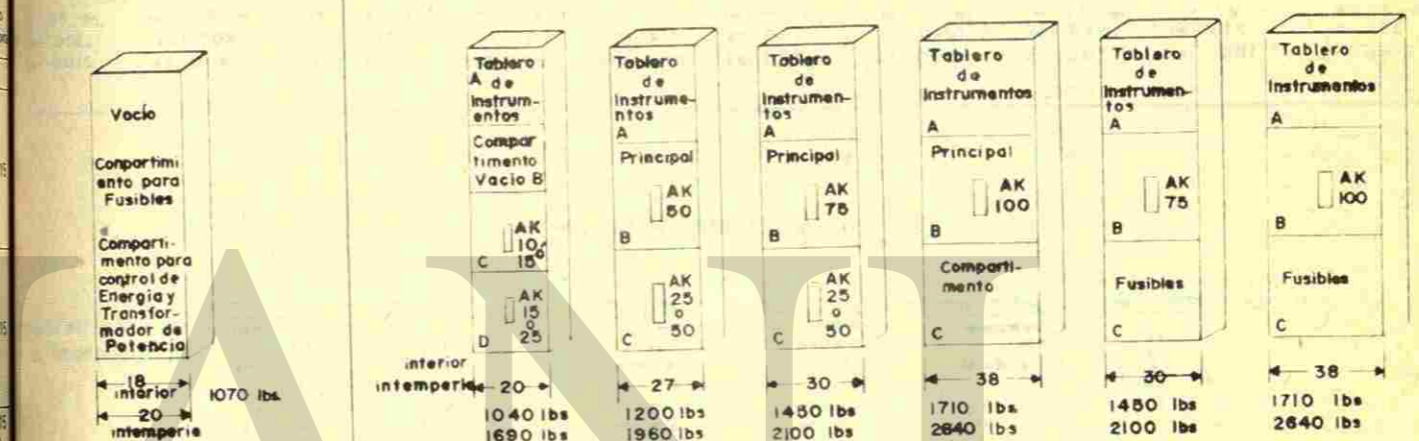 Vacío
Conpartimi
ento para
Fusibles
Comparti-
mento para
control de
Energía y
Transfor-
mador de
Potencia
18
interior
1070 lbs.
20
intemperie
Tablero
A de
Instrum-
entos
Compar
timento
Vacio B
AK
10
o
15
C
AK
15
o
25
D
interior
intemperie
20
1040 lbs
1690 lbs
Tablero
de
Instrume-
ntos
A
Principal
AK
50
B
AK
25
o
50
C
27
1200 lbs
1960 lbs
Tablero
de
Instrumen-
tos
A
Principal
AK
75
B
AK
25
o
50
C
30
1450 lbs
2100 lbs
Tablero
de
Instrumentos
A
Principal
AK
100
B
Comparti-
mento
C
38
1710 lbs.
2640 lbs
Tablero
de
Instrumen-
tos
A
AK
75
B
Fusibles
C
30
1450 lbs
2100 lbs
Tablero
de
Instrumentos
A
AK
100
B
Fusibles
C
38
1710 lbs
2640 lbs